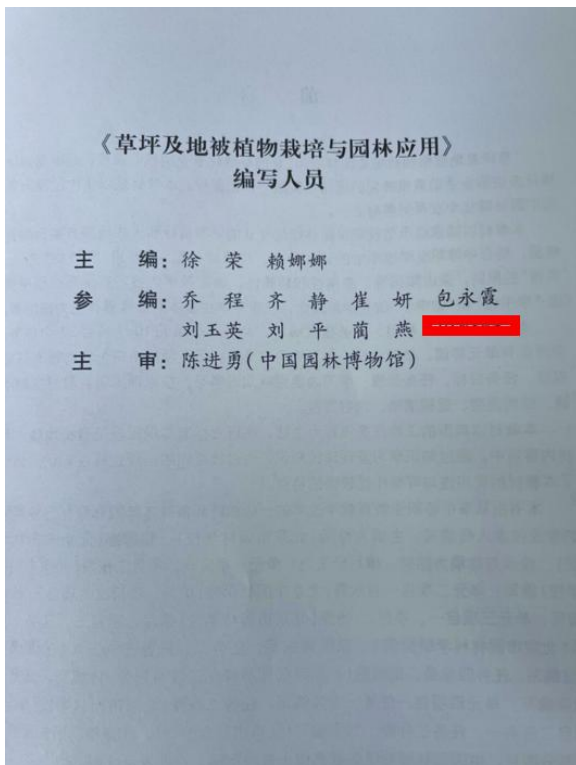 《草坪及地被植物栽培与园林应用》
编写人员
主 编：徐 荣 赖娜娜
参 编：乔 程 齐 静 崔 妍 包永霞
刘玉英 刘 平 蔺 燕
主 审：陈进勇（中国园林博物馆）